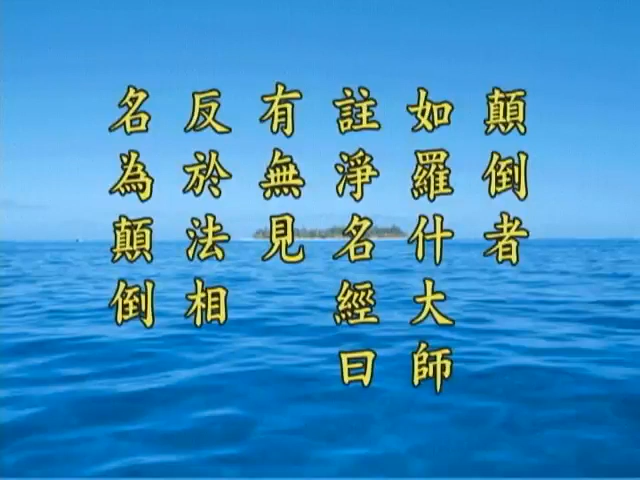 顛倒者
如羅什大師
註淨名經曰
有無見
反於法相
名為顛倒